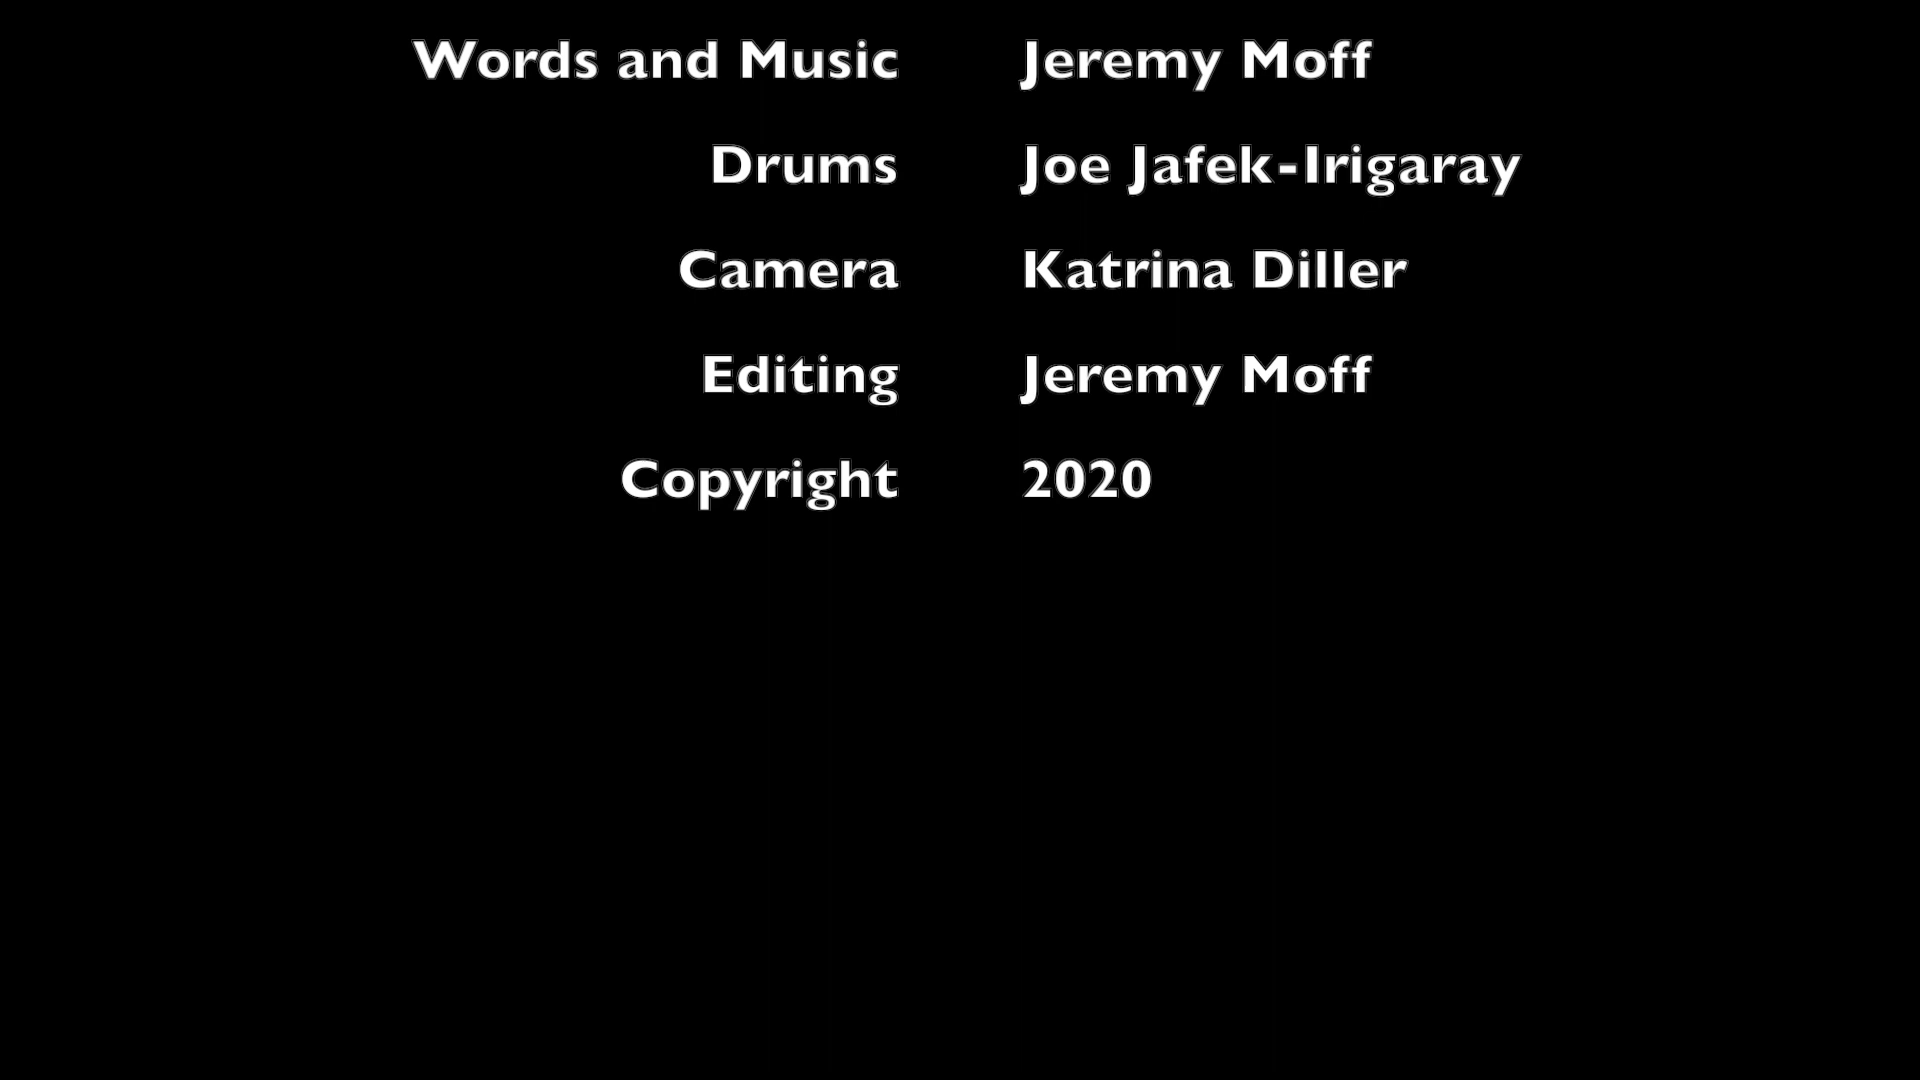 Words and Music Jeremy Moff
Drums Joe Jafek-Irigaray
Camera Katrina Diller
Editing Jeremy Moff
Copyright 2020